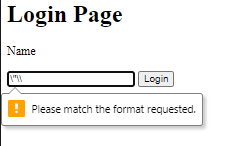 Login Page
Name
\"\\ Login
! Please match the format requested.